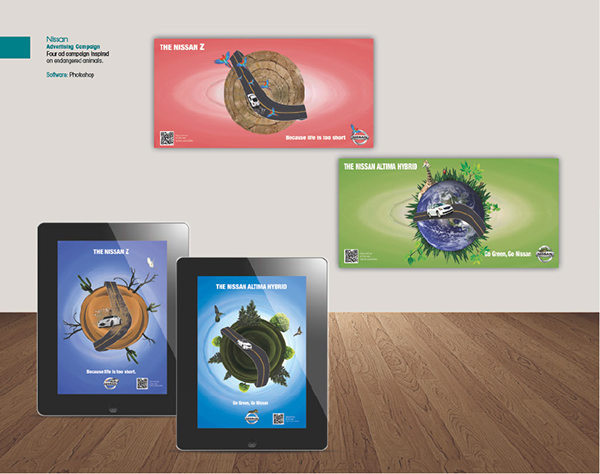 Nissan
Advertising Campaign
Four ad campaign inspired
on endangered animals.
Software: Photoshop
THE NISSAN Z
Because life is too short
THE NISSAN ALTIMA HYBRID
Go Green, Go Nissan
NISSAN
THE NISSAN Z
Because life is too short.
THE NISSAN ALTIMA HYBRID
Go Green, Go Nissan